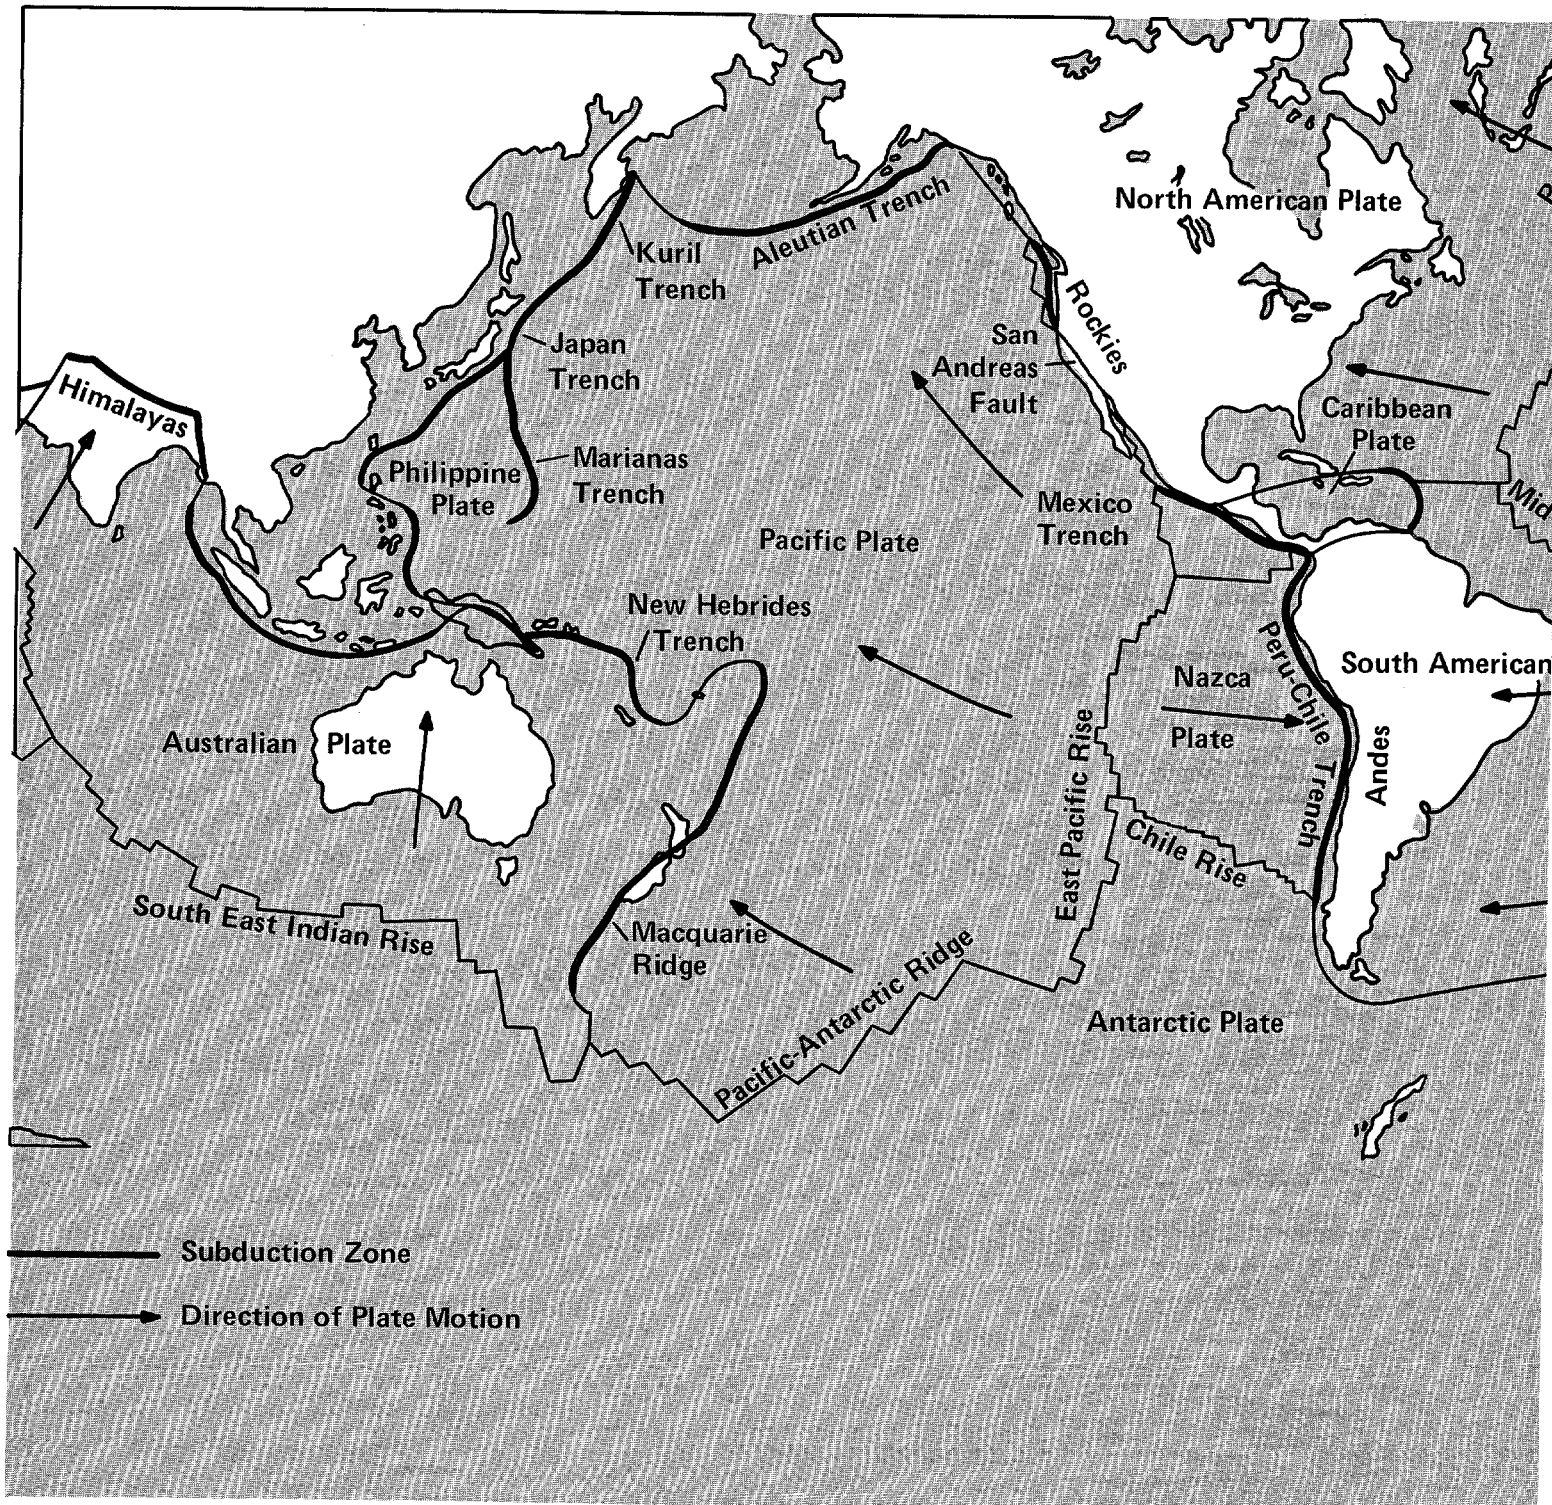 North American Plate
Aleutian Trench
Kuril
Trench
Rockies
San
Andreas
Fault
Japan
Trench
Himalayas
Caribbean
Plate
Marianas
Trench
Philippine
Plate
Mid
Mexico
Trench
Pacific Plate
New Hebrides
Trench
Peru-Chile Trench
South American
Nazca
Plate
Australian Plate
Andes
East Pacific Rise
Chile Rise
South East Indian Rise
Macquarie
Ridge
Pacific-Antarctic Ridge
Antarctic Plate
Subduction Zone
Direction of Plate Motion